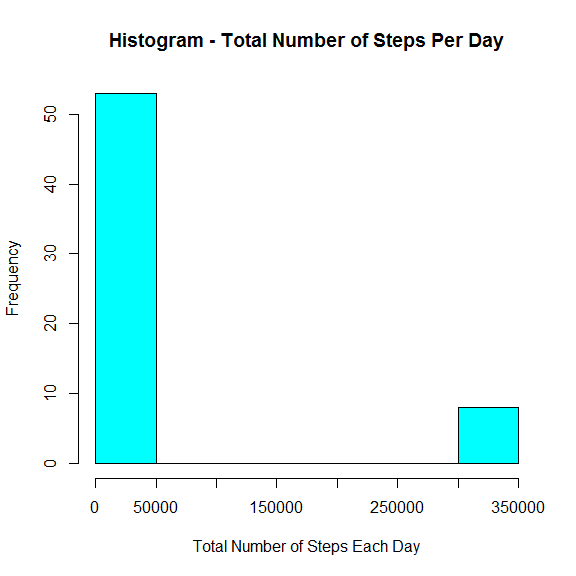 Histogram - Total Number of Steps Per Day
Frequency
50
40
30
20
10
0
0 50000 150000 250000 350000
Total Number of Steps Each Day